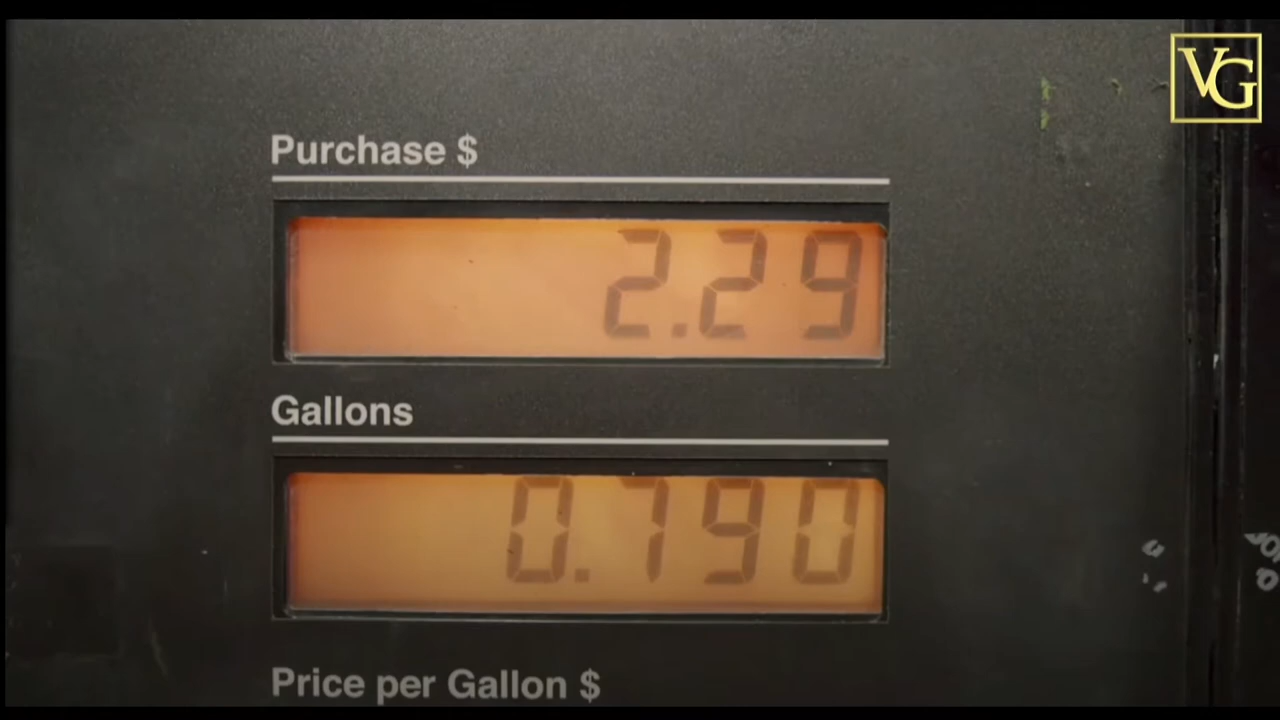 VG
Purchase $
2.29
Gallons
0.790
Price per Gallon $